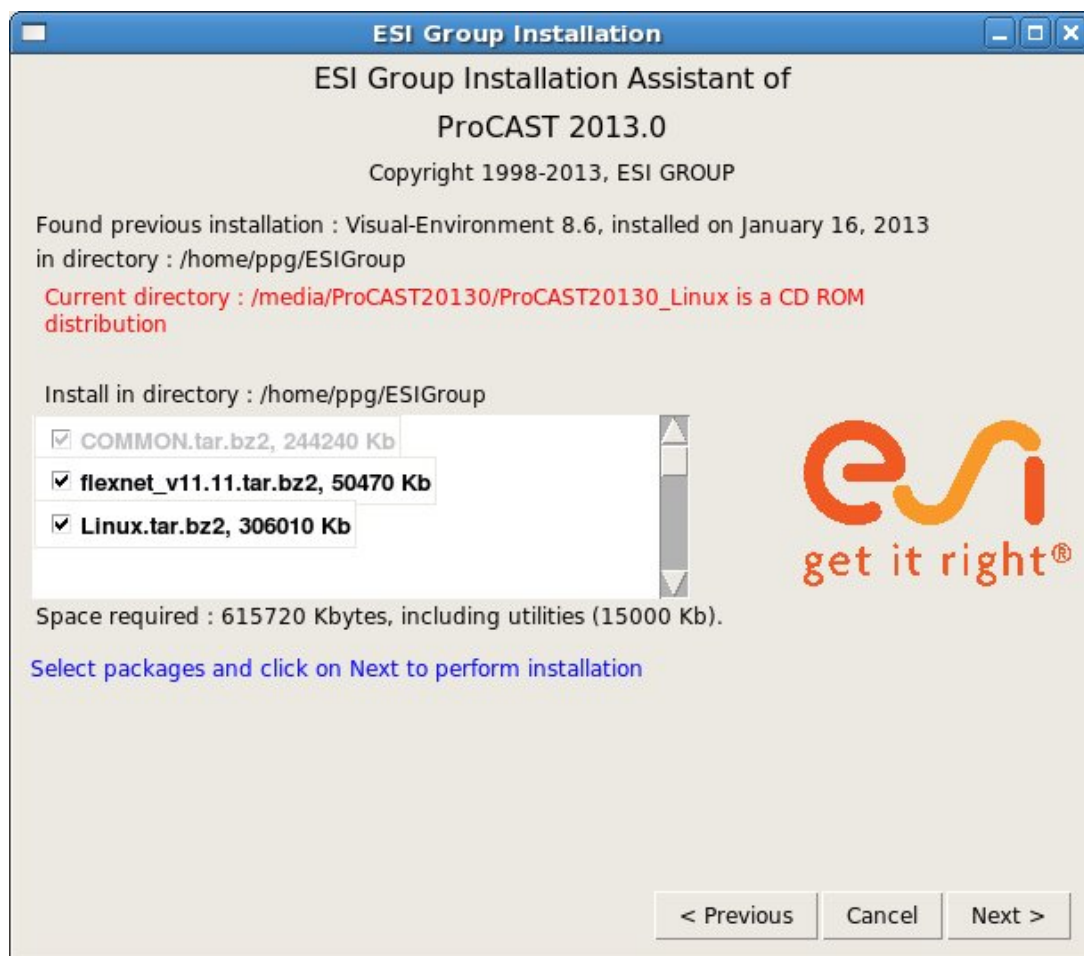 ESI Group Installation
ESI Group Installation Assistant of
ProCAST 2013.0
Copyright 1998-2013, ESI GROUP
Found previous installation : Visual-Environment 8.6, installed on January 16, 2013
in directory : /home/ppg/ESIGroup
Current directory : /media/ProCAST20130/ProCAST20130_Linux is a CD ROM
distribution
Install in directory : /home/ppg/ESIGroup
COMMON.tar.bz2, 244240 Kb
flexnet_v11.11.tar.bz2, 50470 Kb
Linux.tar.bz2, 306010 Kb
esi
get it right®
Space required : 615720 Kbytes, including utilities (15000 Kb).
Select packages and click on Next to perform installation
< Previous
Cancel
Next >